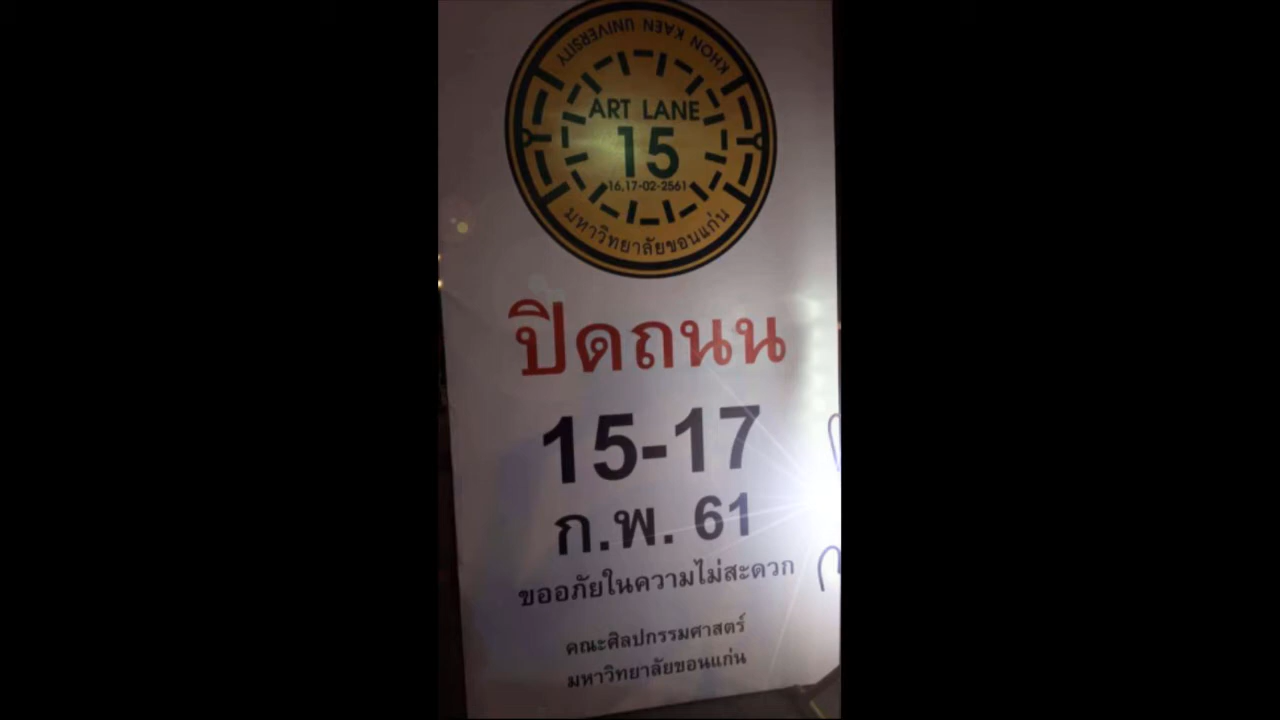 KHON KAEN UNIVERSITY
ART LANE
15
16,17-02-2561
มหาวิทยาลัยขอนแก่น
ปิดถนน
15-17
ก.พ. 61
ขออภัยในความไม่สะดวก
คณะศิลปกรรมศาสตร์
มหาวิทยาลัยขอนแก่น